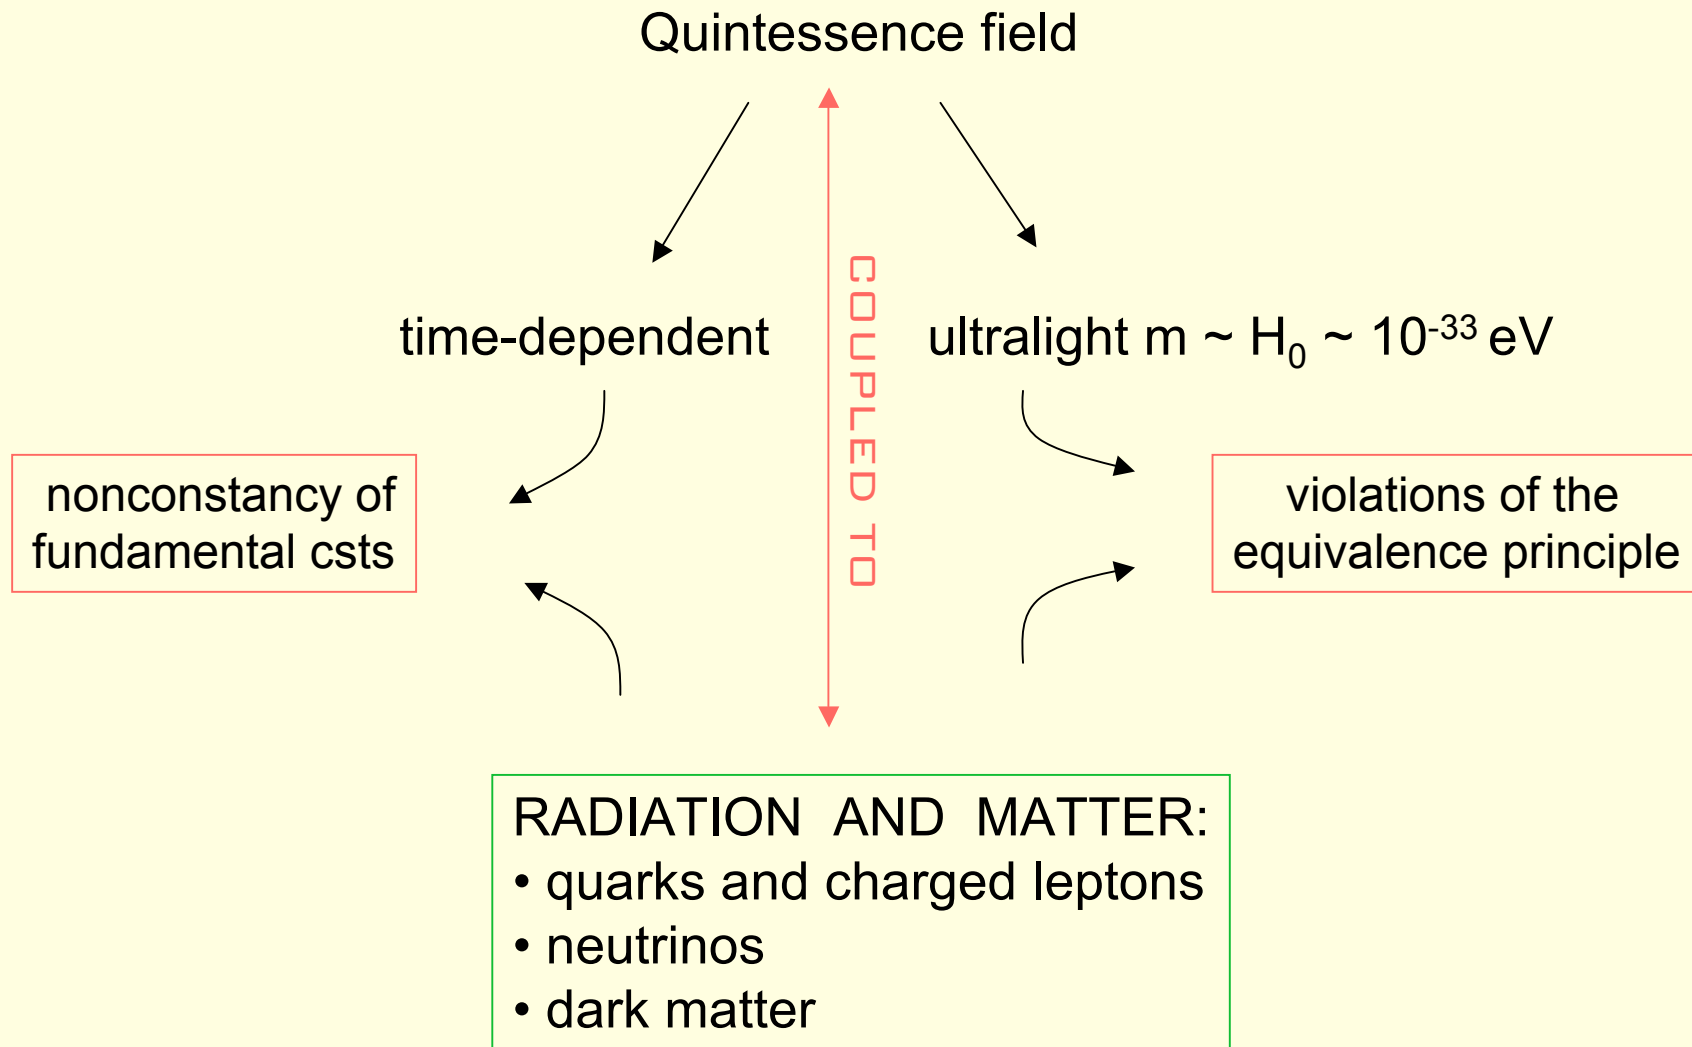 Quintessence field
COUPLED TO
time-dependent
ultralight m ~ H₀ ~ 10⁻³³ eV
nonconstancy of
fundamental csts
violations of the
equivalence principle
RADIATION AND MATTER:
• quarks and charged leptons
• neutrinos
• dark matter